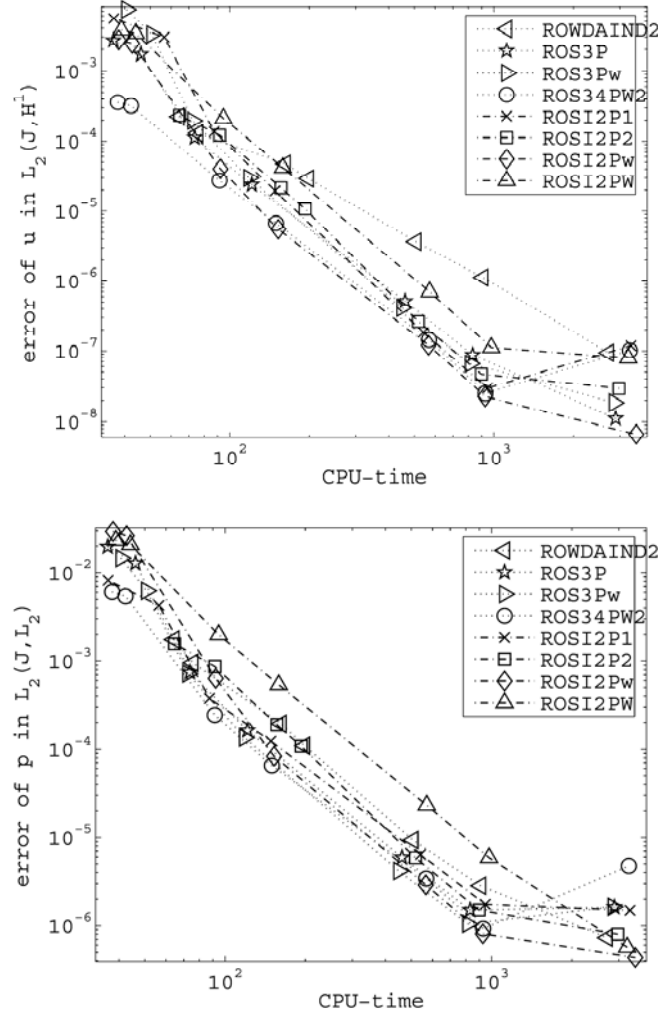 10⁻³
10⁻⁴
10⁻⁵
10⁻⁶
10⁻⁷
10⁻⁸
error of u in L₂(J,H¹)
10²
10³
CPU-time
ROWDAIND2
ROS3P
ROS3Pw
ROS34PW2
ROSI2P1
ROSI2P2
ROSI2Pw
ROSI2PW
10⁻²
10⁻³
10⁻⁴
10⁻⁵
10⁻⁶
error of p in L₂(J,L₂)
10²
10³
CPU-time
ROWDAIND2
ROS3P
ROS3Pw
ROS34PW2
ROSI2P1
ROSI2P2
ROSI2Pw
ROSI2PW